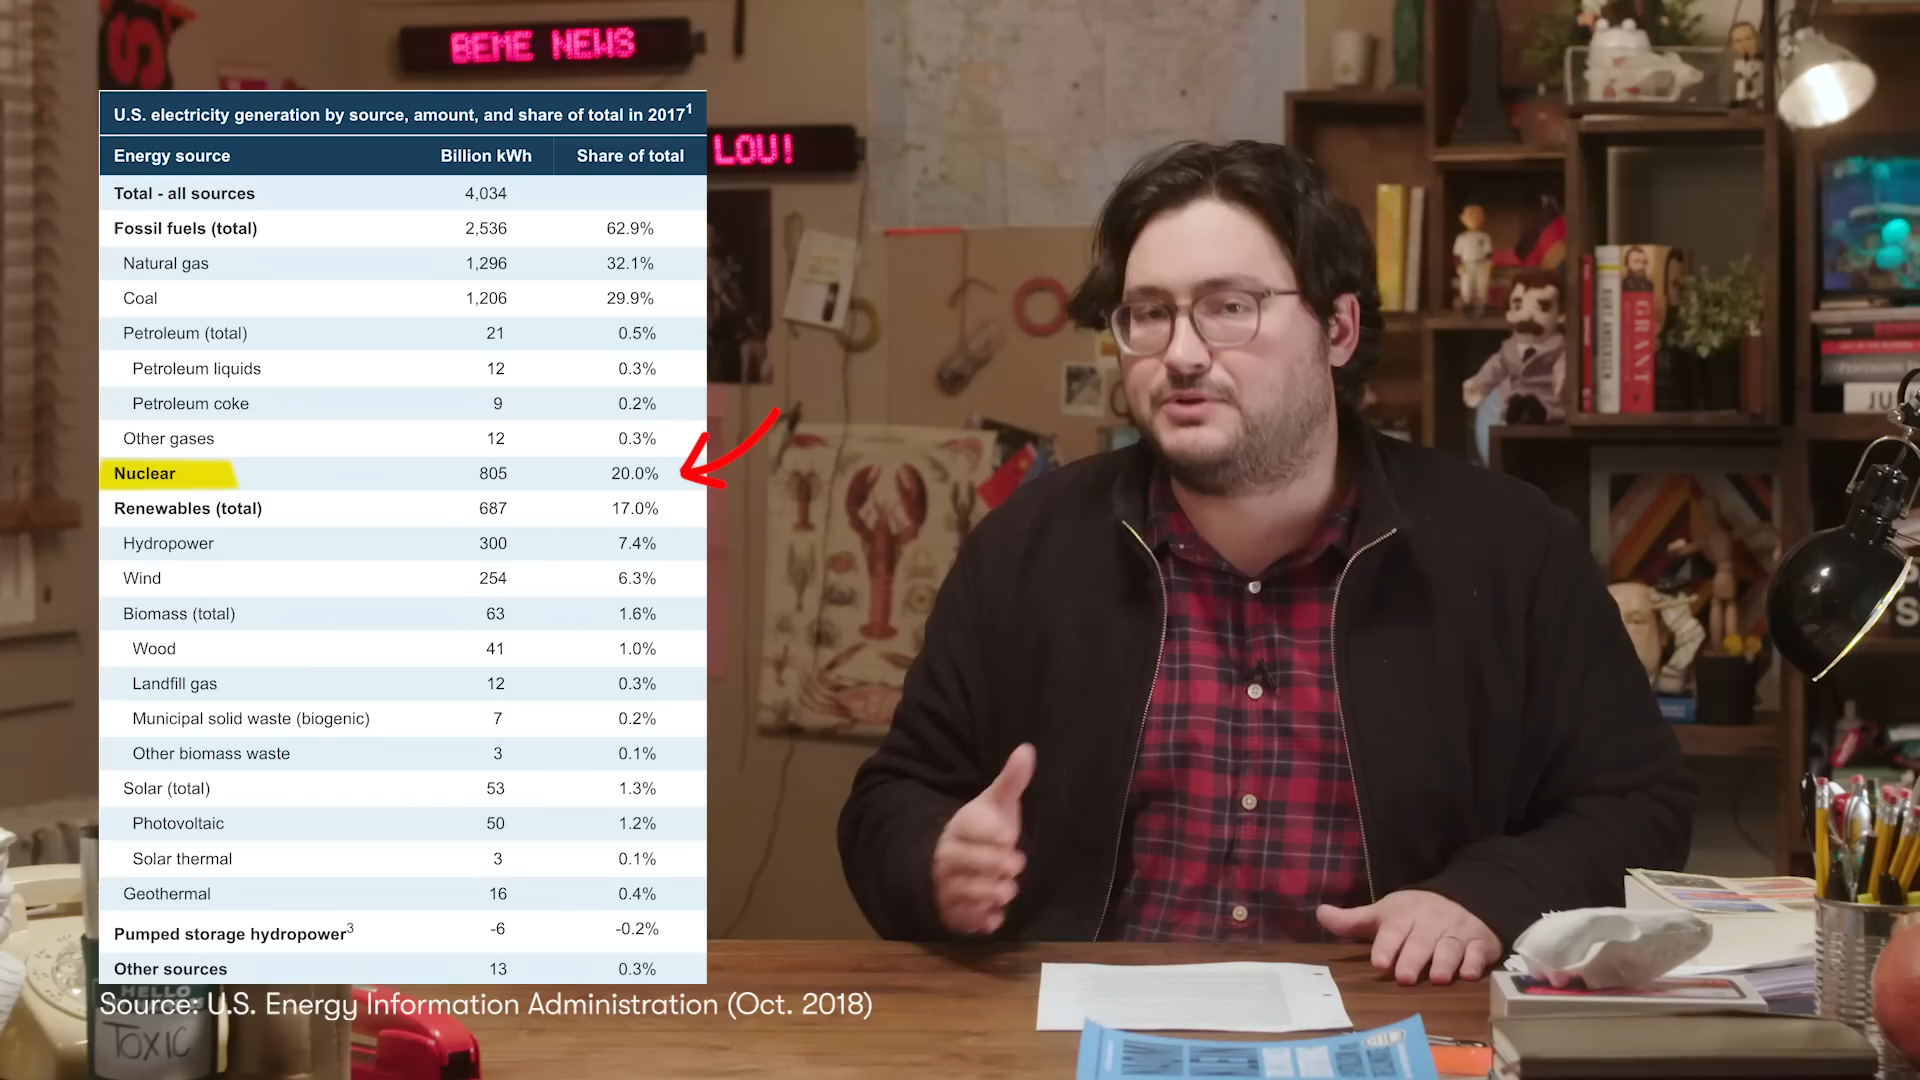 BEME NEWS
LOU!
U.S. electricity generation by source, amount, and share of total in 2017¹
Energy source Billion kWh Share of total
Total - all sources 4,034
Fossil fuels (total) 2,536 62.9%
Natural gas 1,296 32.1%
Coal 1,206 29.9%
Petroleum (total) 21 0.5%
Petroleum liquids 12 0.3%
Petroleum coke 9 0.2%
Other gases 12 0.3%
Nuclear 805 20.0%
Renewables (total) 687 17.0%
Hydropower 300 7.4%
Wind 254 6.3%
Biomass (total) 63 1.6%
Wood 41 1.0%
Landfill gas 12 0.3%
Municipal solid waste (biogenic) 7 0.2%
Other biomass waste 3 0.1%
Solar (total) 53 1.3%
Photovoltaic 50 1.2%
Solar thermal 3 0.1%
Geothermal 16 0.4%
Pumped storage hydropower³ -6 -0.2%
Other sources 13 0.3%
Source: U.S. Energy Information Administration (Oct. 2018)
HELLO
TOXIC
GRANT
JU